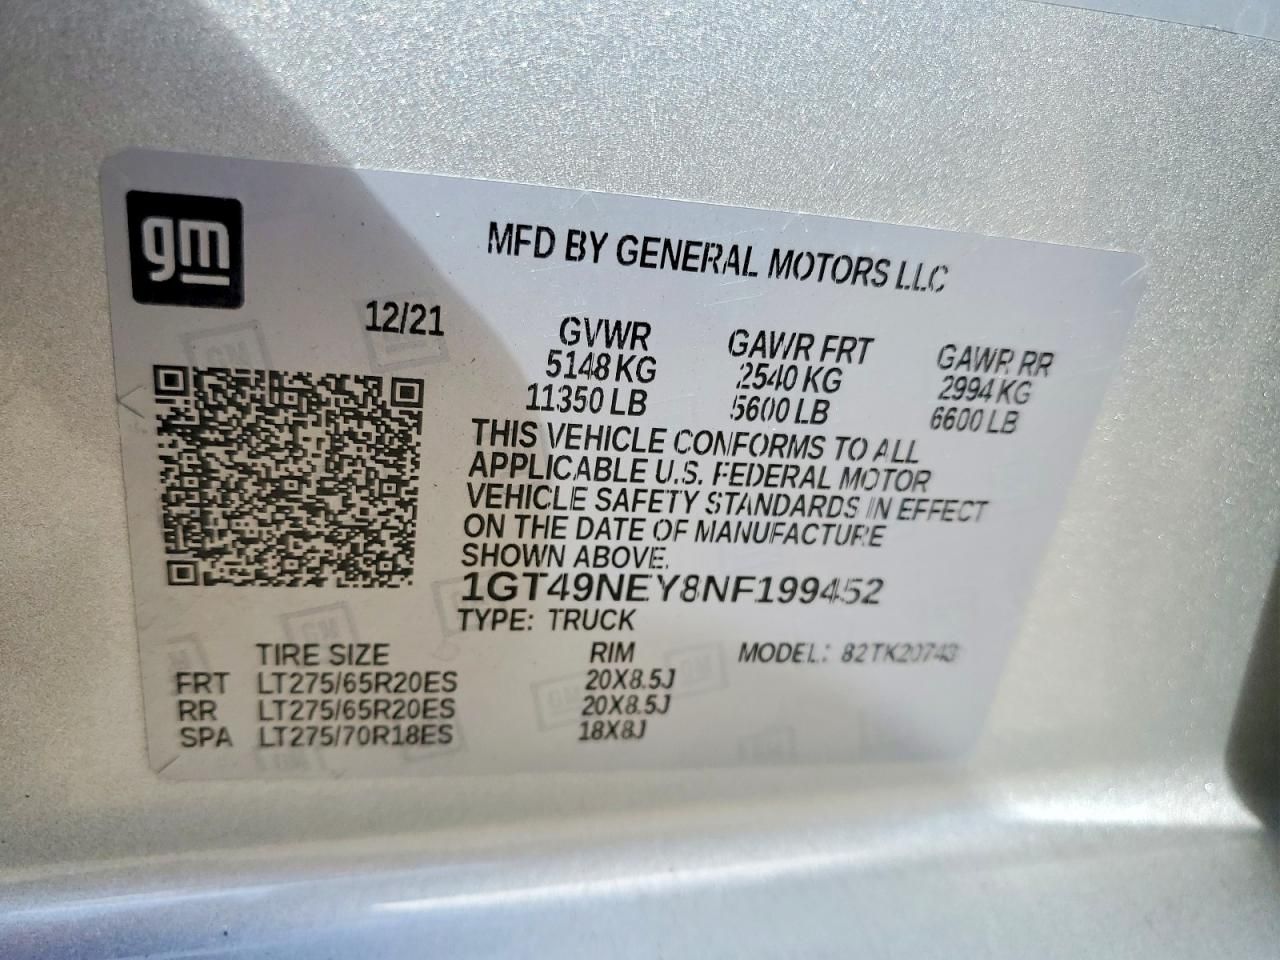 gm
MFD BY GENERAL MOTORS LLC
12/21
GVWR GAWR FRT GAWR RR
5148 KG 2540 KG 2994 KG
11350 LB 5600 LB 6600 LB
THIS VEHICLE CONFORMS TO ALL
APPLICABLE U.S. FEDERAL MOTOR
VEHICLE SAFETY STANDARDS IN EFFECT
ON THE DATE OF MANUFACTURE
SHOWN ABOVE.
1GT49NEY8NF199452
TYPE: TRUCK
TIRE SIZE RIM MODEL: 82TK20743
FRT LT275/65R20ES 20X8.5J
RR LT275/65R20ES 20X8.5J
SPA LT275/70R18ES 18X8J